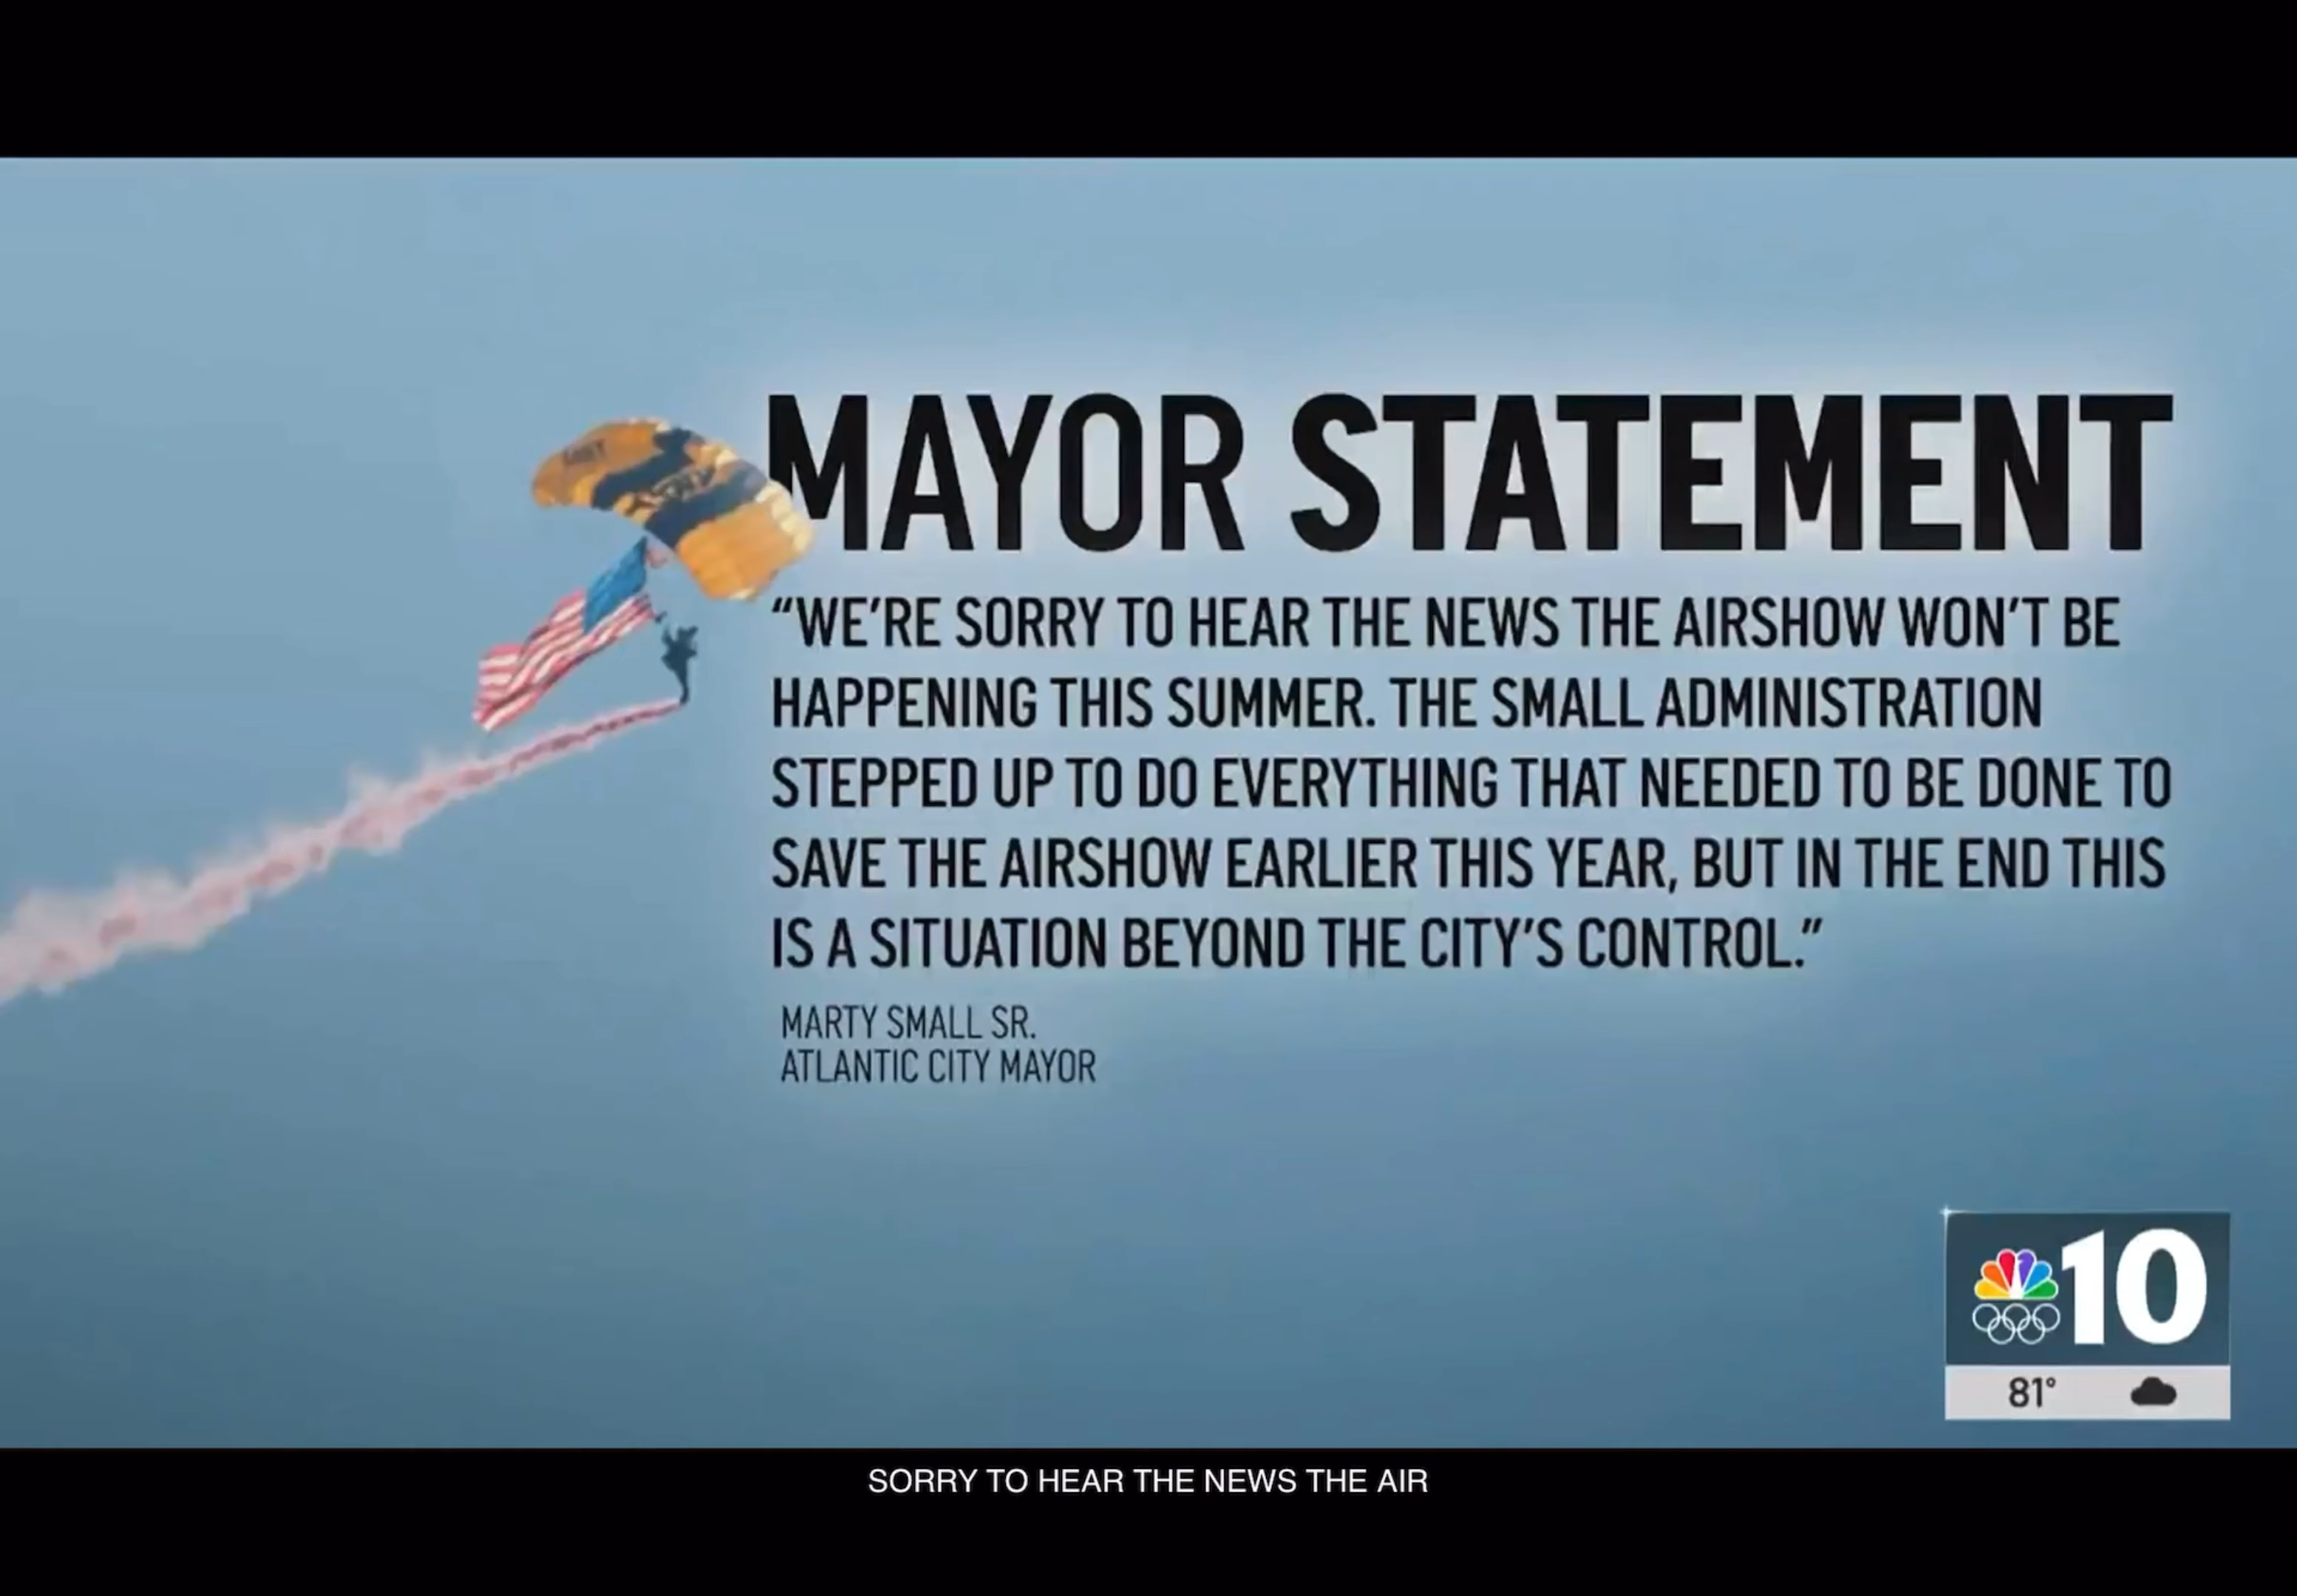 MAYOR STATEMENT
“WE’RE SORRY TO HEAR THE NEWS THE AIRSHOW WON’T BE
HAPPENING THIS SUMMER. THE SMALL ADMINISTRATION
STEPPED UP TO DO EVERYTHING THAT NEEDED TO BE DONE TO
SAVE THE AIRSHOW EARLIER THIS YEAR, BUT IN THE END THIS
IS A SITUATION BEYOND THE CITY’S CONTROL.”
MARTY SMALL SR.
ATLANTIC CITY MAYOR
10
81°
SORRY TO HEAR THE NEWS THE AIR